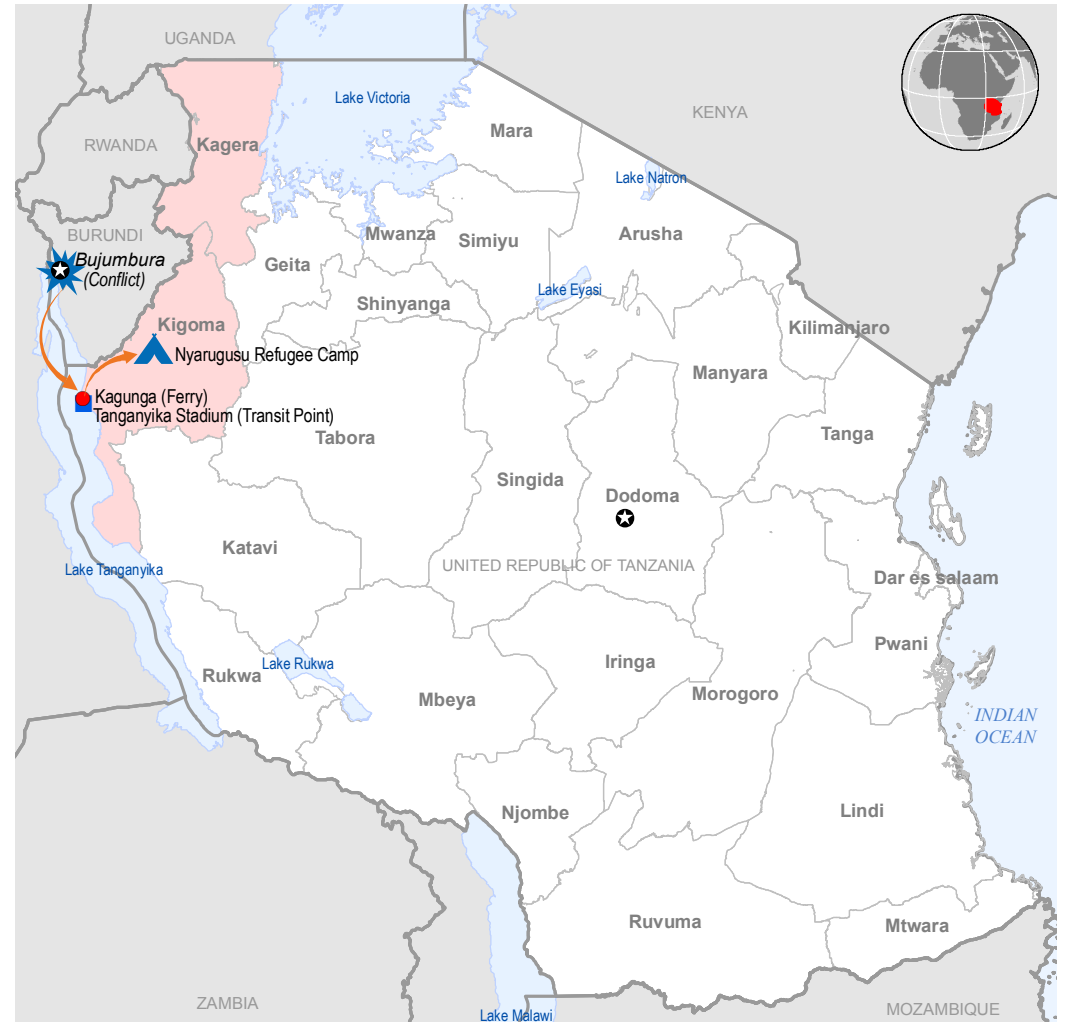 UGANDA
Lake Victoria
KENYA
Mara
RWANDA
Kagera
Lake Natron
BURUNDI
Mwanza
Simiyu
Arusha
Bujumbura
(Conflict)
Geita
Lake Eyasi
Shinyanga
Kigoma
Kilimanjaro
Nyarugusu Refugee Camp
Manyara
Kagunga (Ferry)
Tanganyika Stadium (Transit Point)
Tabora
Tanga
Singida
Dodoma
Katavi
Lake Tanganyika
UNITED REPUBLIC OF TANZANIA
Dar es salaam
Pwani
Lake Rukwa
Iringa
Rukwa
Mbeya
Morogoro
INDIAN
OCEAN
Njombe
Lindi
Ruvuma
Mtwara
ZAMBIA
Lake Malawi
MOZAMBIQUE